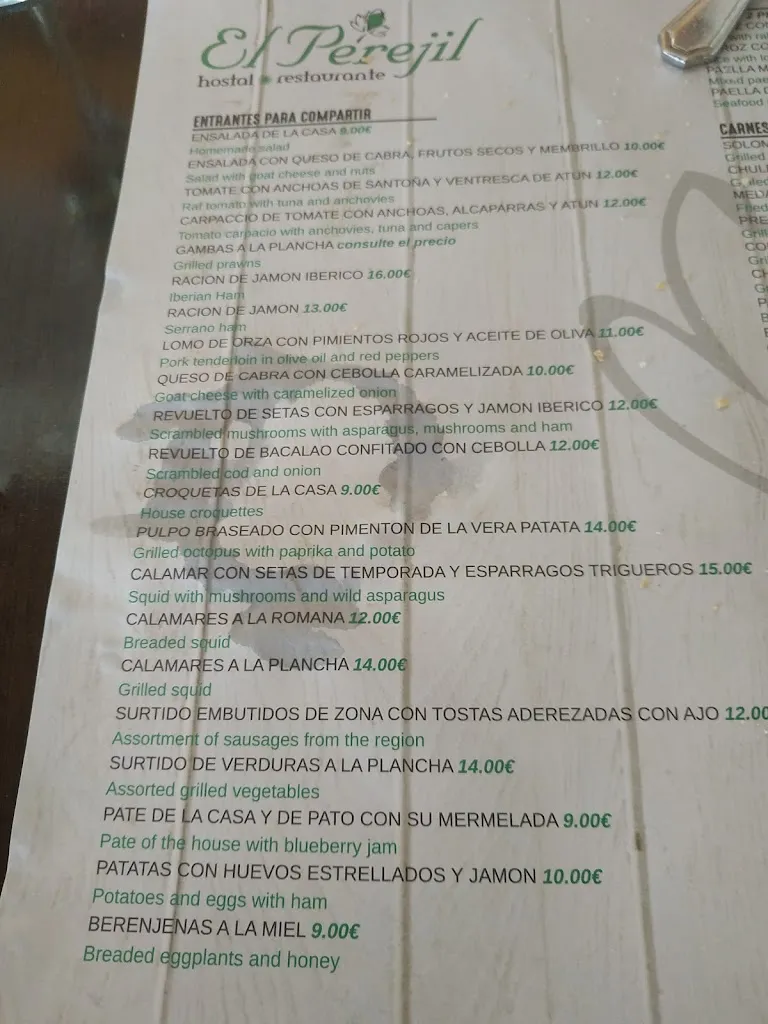 El Perejil
hostal restaurante
ENTRANTES PARA COMPARTIR
ENSALADA DE LA CASA 9.00€
Homemade salad
ENSALADA CON QUESO DE CABRA, FRUTOS SECOS Y MEMBRILLO 10.00€
Salad with goat cheese and nuts
TOMATE CON ANCHOAS DE SANTOÑA Y VENTRESCA DE ATUN 12.00€
Raf tomato with tuna and anchovies
CARPACCIO DE TOMATE CON ANCHOAS, ALCAPARRAS Y ATUN 12.00€
Tomato carpacio with anchovies, tuna and capers
GAMBAS A LA PLANCHA consulte el precio
Grilled prawns
RACION DE JAMON IBERICO 16.00€
Iberian Ham
RACION DE JAMON 13.00€
Serrano ham
LOMO DE ORZA CON PIMIENTOS ROJOS Y ACEITE DE OLIVA 11.00€
Pork tenderloin in olive oil and red peppers
QUESO DE CABRA CON CEBOLLA CARAMELIZADA 10.00€
Goat cheese with caramelized onion
REVUELTO DE SETAS CON ESPARRAGOS Y JAMON IBERICO 12.00€
Scrambled mushrooms with asparagus, mushrooms and ham
REVUELTO DE BACALAO CONFITADO CON CEBOLLA 12.00€
Scrambled cod and onion
CROQUETAS DE LA CASA 9.00€
House croquettes
PULPO BRASEADO CON PIMENTON DE LA VERA PATATA 14.00€
Grilled octopus with paprika and potato
CALAMAR CON SETAS DE TEMPORADA Y ESPARRAGOS TRIGUEROS 15.00€
Squid with mushrooms and wild asparagus
CALAMARES A LA ROMANA 12.00€
Breaded squid
CALAMARES A LA PLANCHA 14.00€
Grilled squid
SURTIDO EMBUTIDOS DE ZONA CON TOSTAS ADEREZADAS CON AJO 12.00
Assortment of sausages from the region
SURTIDO DE VERDURAS A LA PLANCHA 14.00€
Assorted grilled vegetables
PATE DE LA CASA Y DE PATO CON SU MERMELADA 9.00€
Pate of the house with blueberry jam
PATATAS CON HUEVOS ESTRELLADOS Y JAMON 10.00€
Potatoes and eggs with ham
BERENJENAS A LA MIEL 9.00€
Breaded eggplants and honey
PAELLA
Seafood
CARNES
Grilled